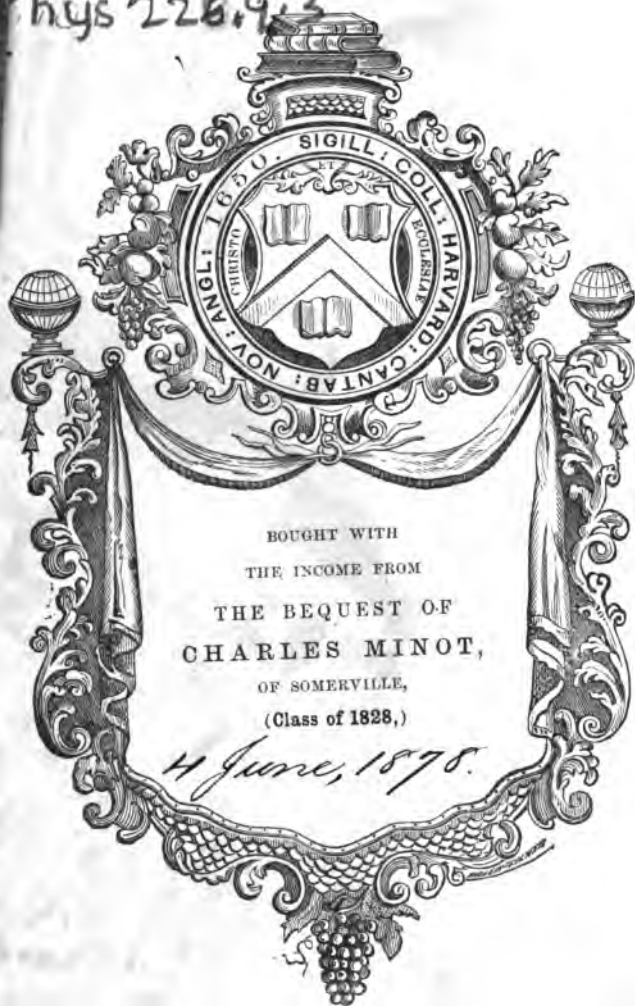 Phys 226.9.3
SIGILL: COLL: HARVARD: CANTAB: NOV: ANGL: 1650.
ET
CHRISTO
ECCLESIAE
BOUGHT WITH
THE INCOME FROM
THE BEQUEST OF
CHARLES MINOT,
OF SOMERVILLE,
(Class of 1828,)
4 June, 1878.